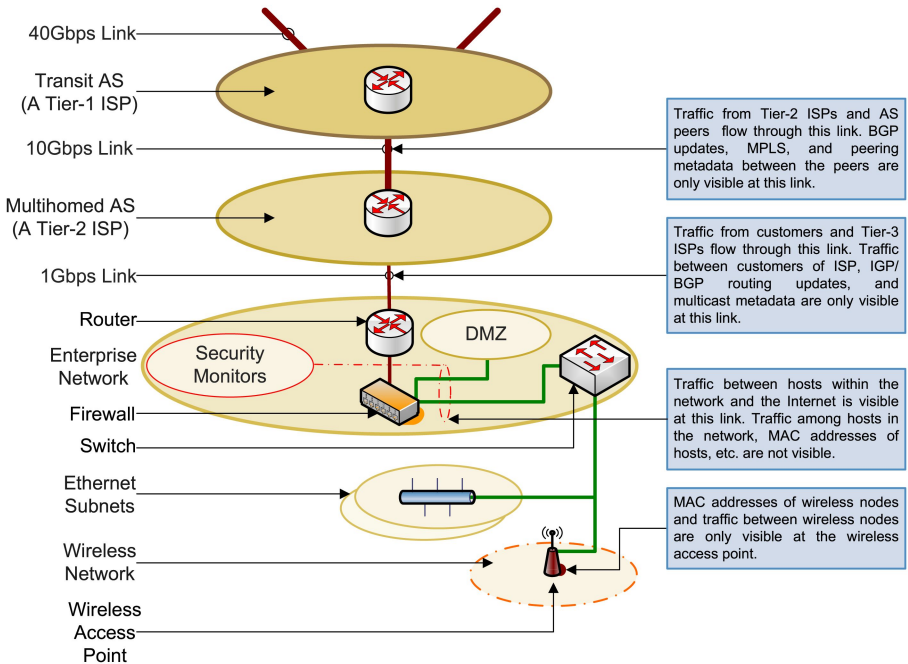 40Gbps Link
Transit AS
(A Tier-1 ISP)
10Gbps Link
Multihomed AS
(A Tier-2 ISP)
1Gbps Link
Router
Enterprise
Network
Firewall
Switch
Ethernet
Subnets
Wireless
Network
Wireless
Access
Point
Security
Monitors
DMZ
Traffic from Tier-2 ISPs and AS
peers flow through this link. BGP
updates, MPLS, and peering
metadata between the peers are
only visible at this link.
Traffic from customers and Tier-3
ISPs flow through this link. Traffic
between customers of ISP, IGP/
BGP routing updates, and
multicast metadata are only visible
at this link.
Traffic between hosts within the
network and the Internet is visible
at this link. Traffic among hosts in
the network, MAC addresses of
hosts, etc. are not visible.
MAC addresses of wireless nodes
and traffic between wireless nodes
are only visible at the wireless
access point.